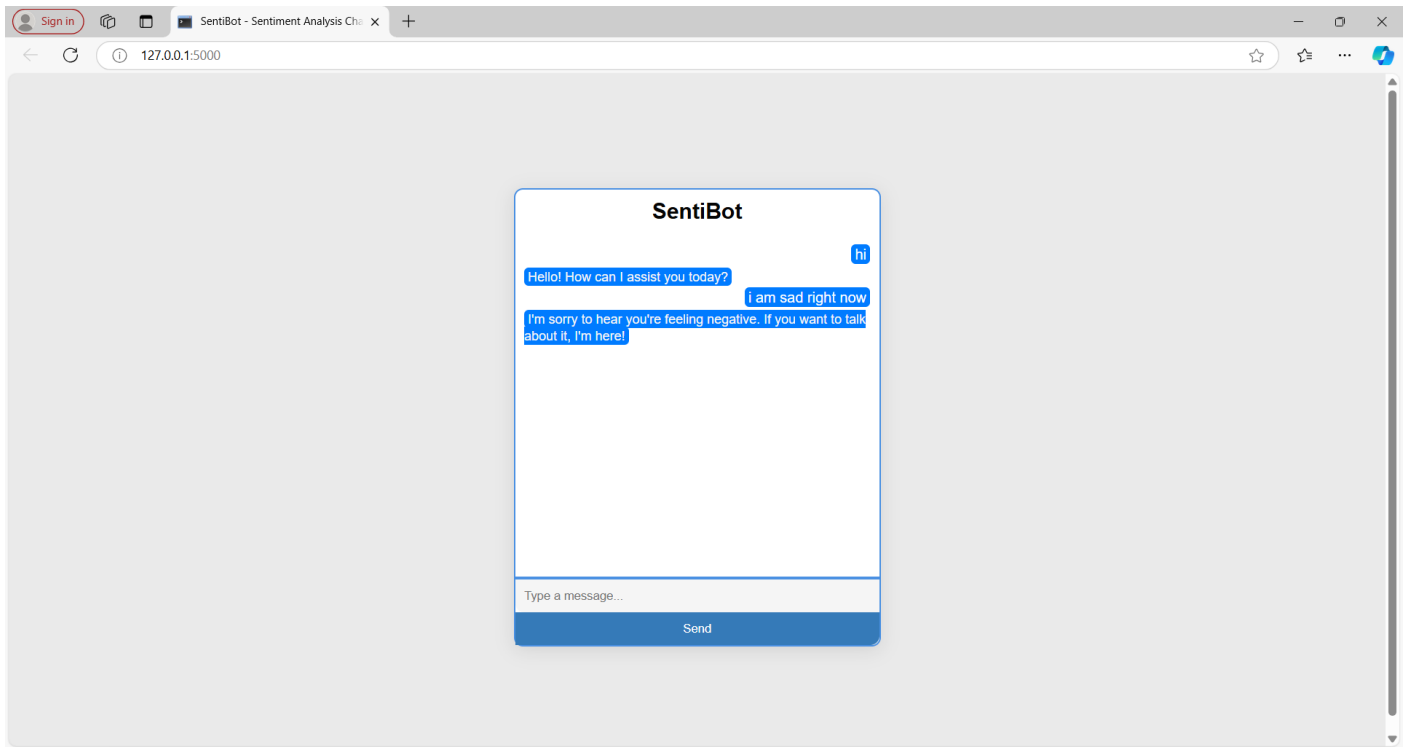 Sign in
SentiBot - Sentiment Analysis Cha
127.0.0.1:5000
SentiBot
hi
Hello! How can I assist you today?
i am sad right now
I'm sorry to hear you're feeling negative. If you want to talk
about it, I'm here!
Type a message...
Send